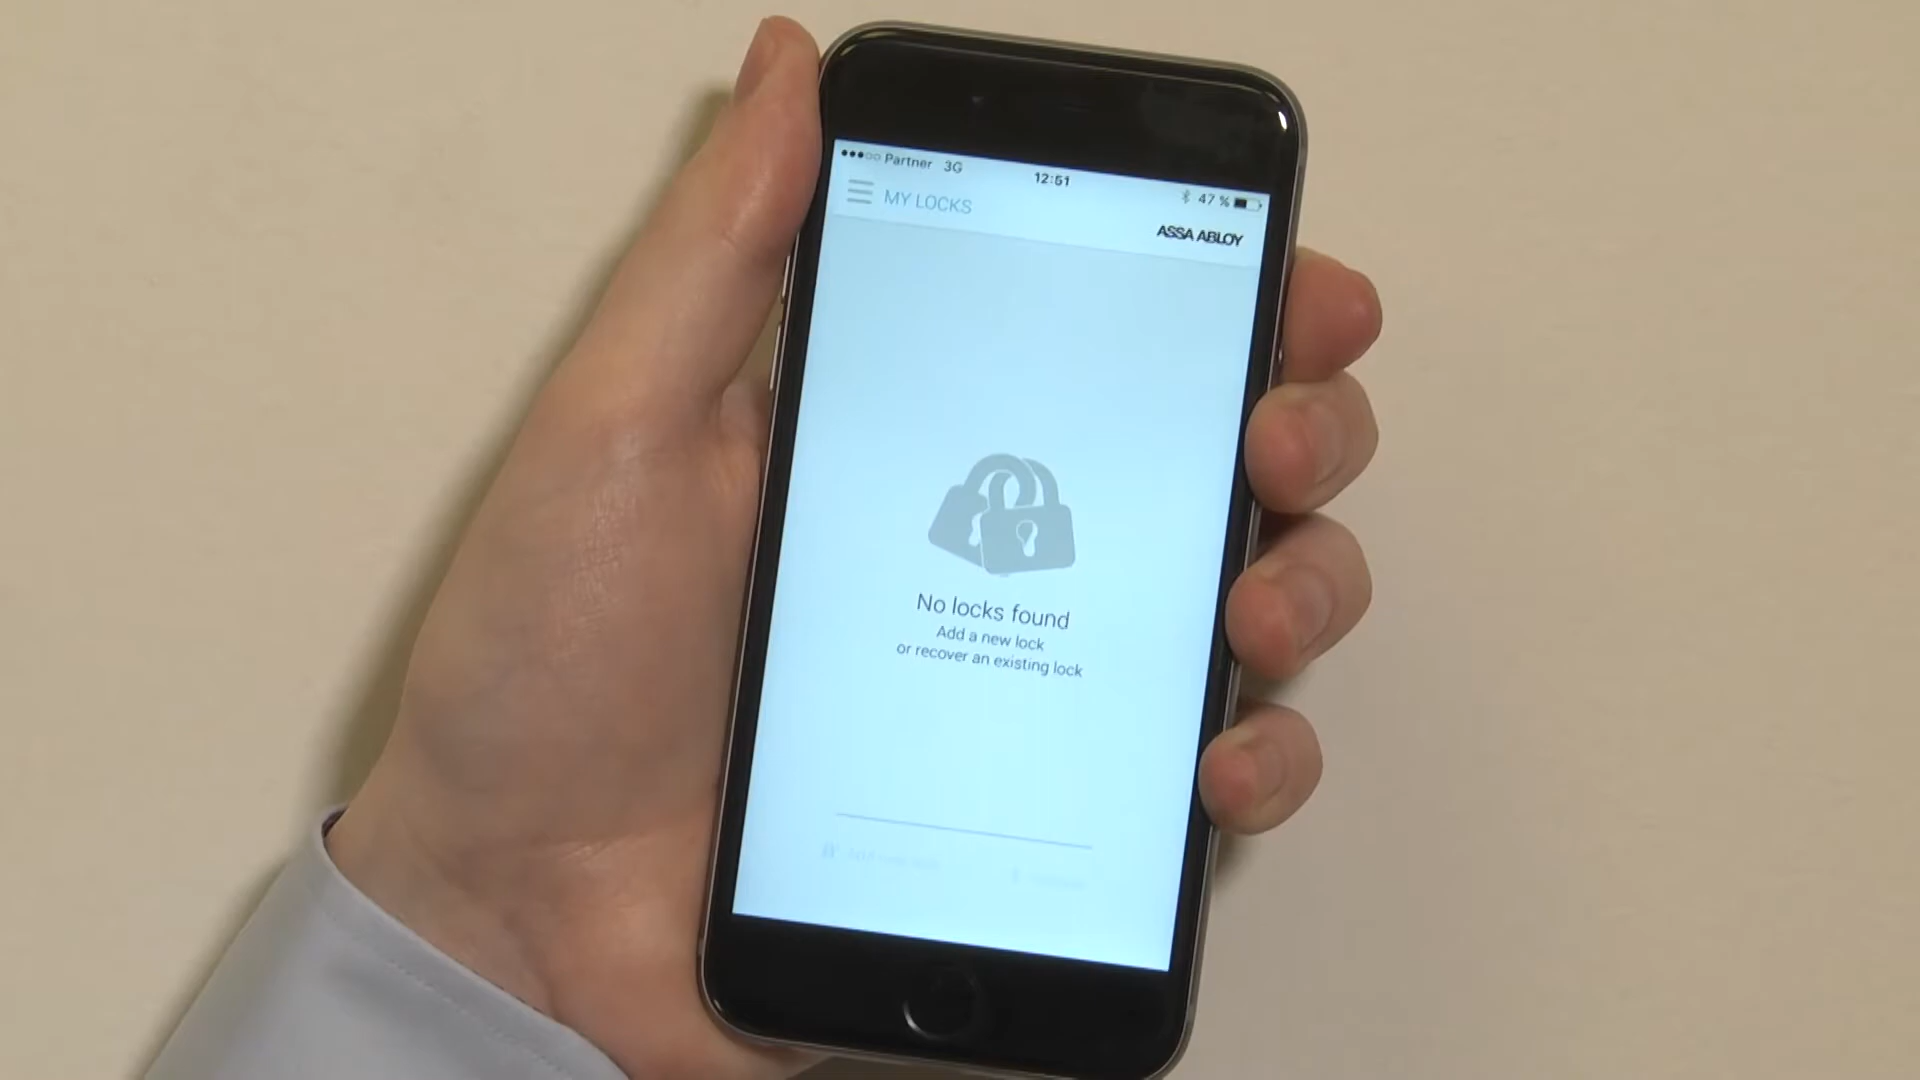 Partner 3G
12:51
47 %
MY LOCKS
ASSA ABLOY
No locks found
Add a new lock
or recover an existing lock